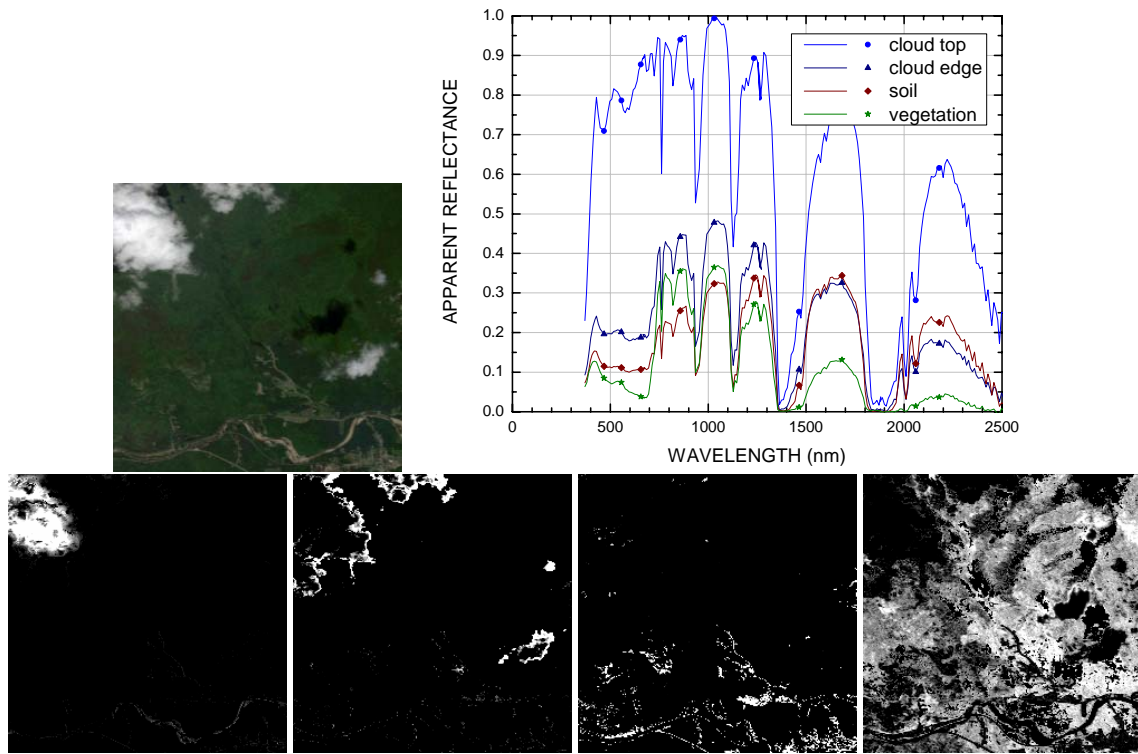 1.0
0.9
0.8
0.7
0.6
0.5
0.4
0.3
0.2
0.1
0.0
APPARENT REFLECTANCE
cloud top
cloud edge
soil
vegetation
0 500 1000 1500 2000 2500
WAVELENGTH (nm)